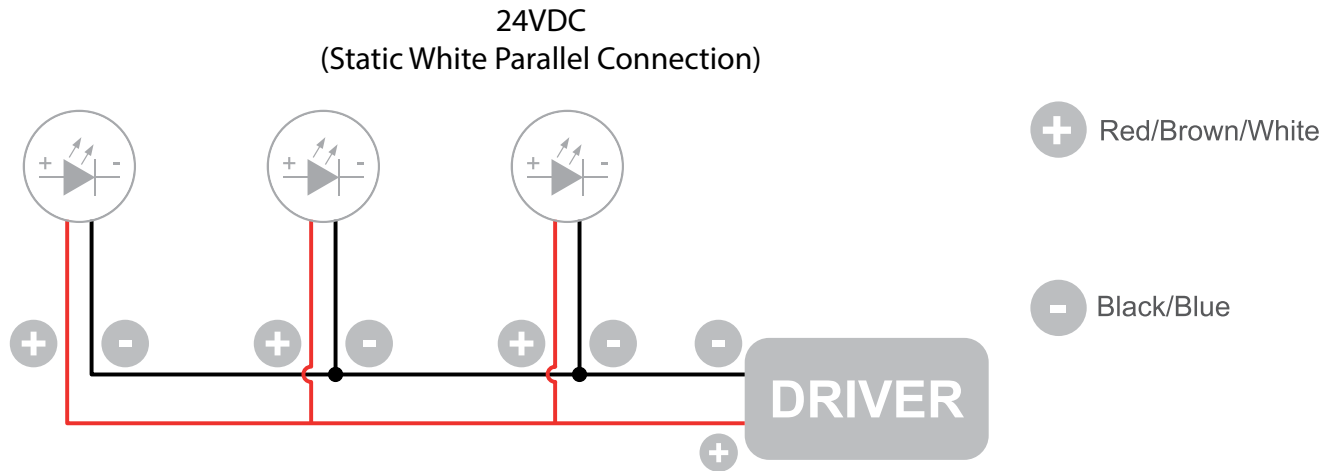 24VDC
(Static White Parallel Connection)
+ -
+ -
+ -
+ Red/Brown/White
- Black/Blue
+ -
+ -
+ -
-
DRIVER
+